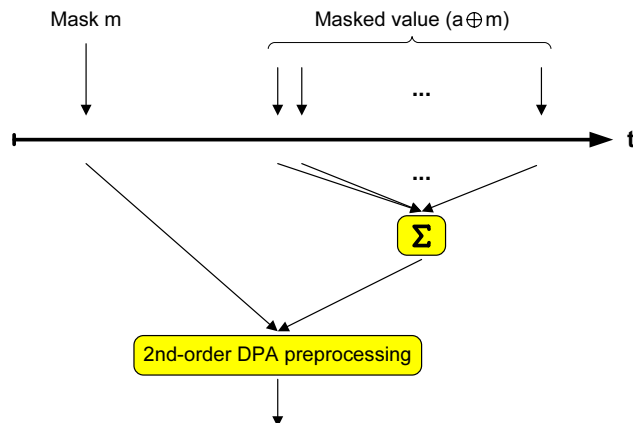 Mask m
Masked value (a⊕m)
...
t
...
Σ
2nd-order DPA preprocessing